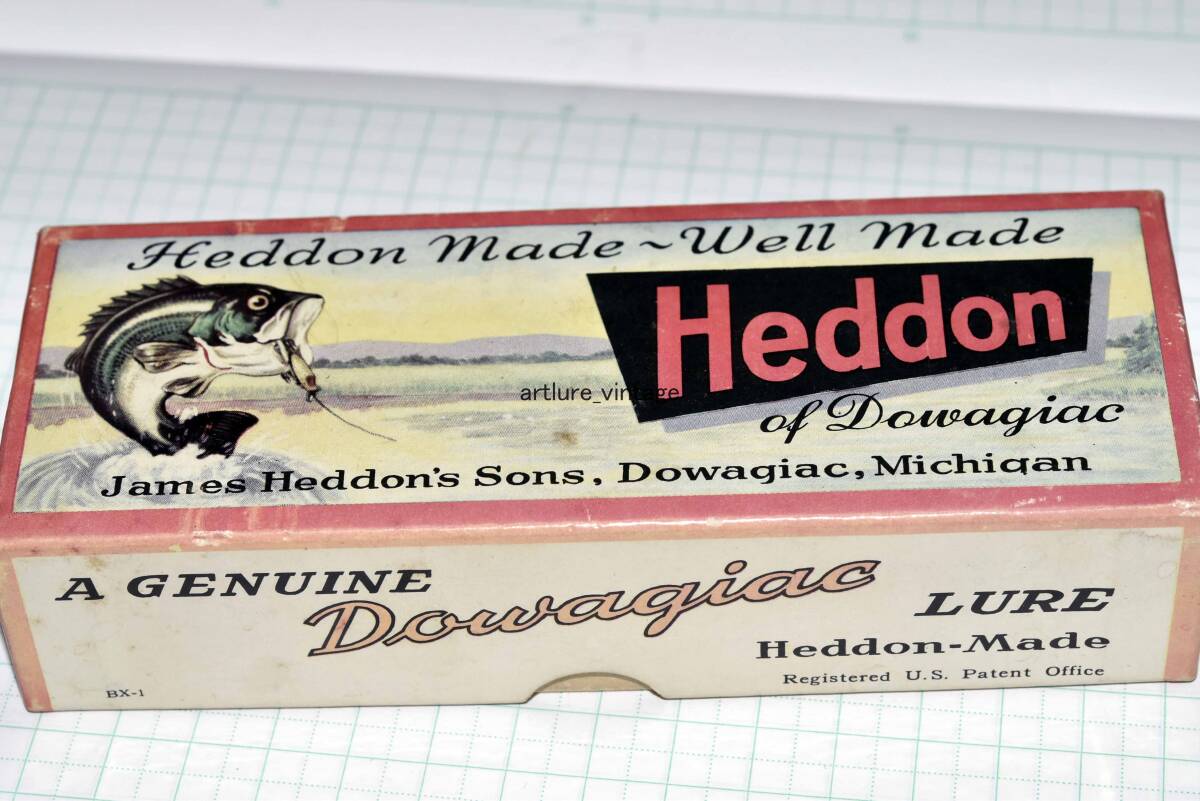 Heddon Made ~ Well Made
Heddon
of Dowagiac
artlure_vintage
James Heddon's Sons, Dowagiac, Michigan
A GENUINE Dowagiac LURE
Heddon-Made
Registered U.S. Patent Office
BX-1